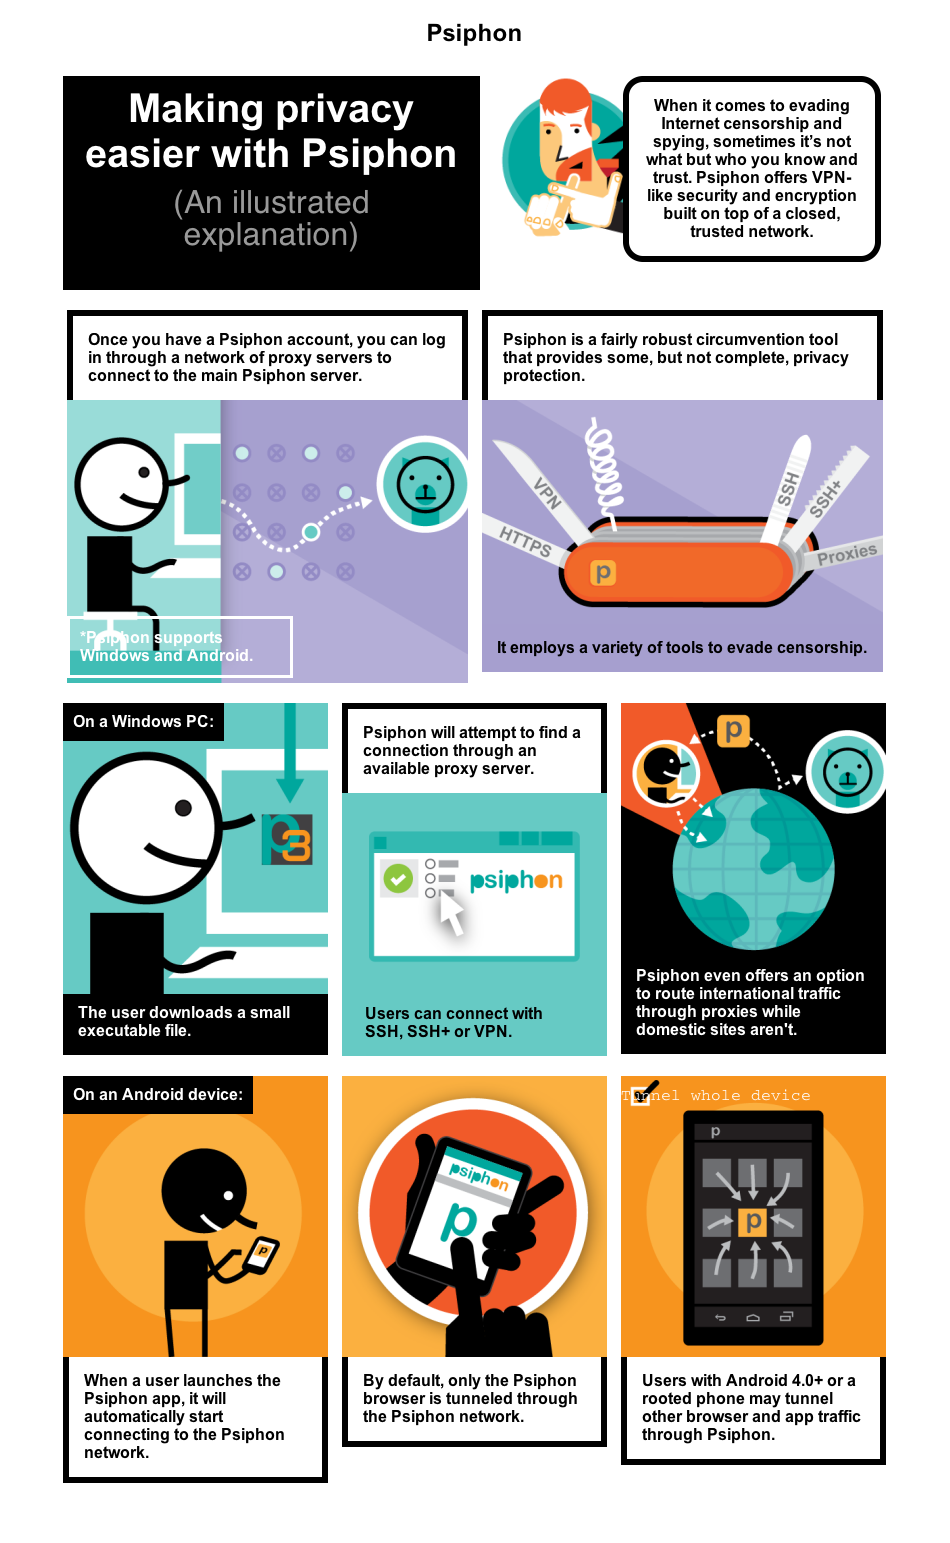 Psiphon
Making privacy
easier with Psiphon
(An illustrated
explanation)
When it comes to evading
Internet censorship and
spying, sometimes it's not
what but who you know and
trust. Psiphon offers VPN-
like security and encryption
built on top of a closed,
trusted network.
Once you have a Psiphon account, you can log
in through a network of proxy servers to
connect to the main Psiphon server.
*Psiphon supports
Windows and Android.
Psiphon is a fairly robust circumvention tool
that provides some, but not complete, privacy
protection.
HTTPS
VPN
SSH
SSH+
Proxies
p
It employs a variety of tools to evade censorship.
On a Windows PC:
p3
The user downloads a small
executable file.
Psiphon will attempt to find a
connection through an
available proxy server.
psiphon
Users can connect with
SSH, SSH+ or VPN.
p
Psiphon even offers an option
to route international traffic
through proxies while
domestic sites aren't.
On an Android device:
p
When a user launches the
Psiphon app, it will
automatically start
connecting to the Psiphon
network.
psiphon
p
By default, only the Psiphon
browser is tunneled through
the Psiphon network.
Tunnel whole device
p
p
Users with Android 4.0+ or a
rooted phone may tunnel
other browser and app traffic
through Psiphon.